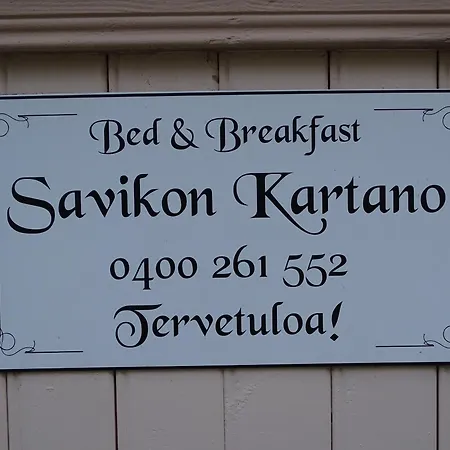 Bed & Breakfast
Savikon Kartano
0400 261 552
Tervetuloa!